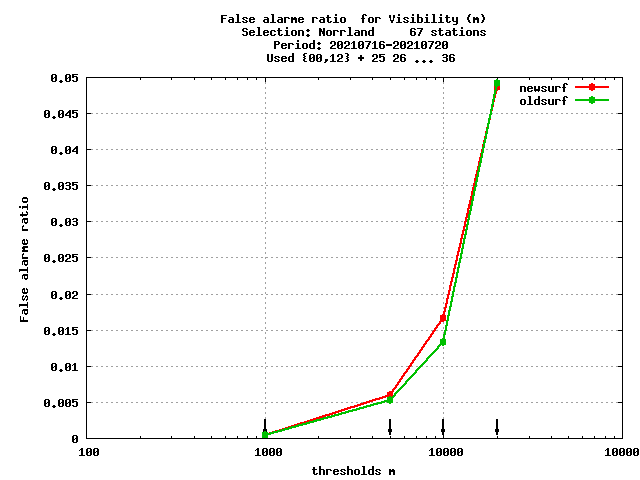 False alarme ratio  for Visibility (m)
Selection: Norrland     67 stations
Period: 20210716-20210720
Used {00,12} + 25 26 ... 36
newsurf
oldsurf
0.05
0.045
0.04
0.035
0.03
0.025
0.02
0.015
0.01
0.005
0
False alarme ratio
100
1000
10000
10000
thresholds m